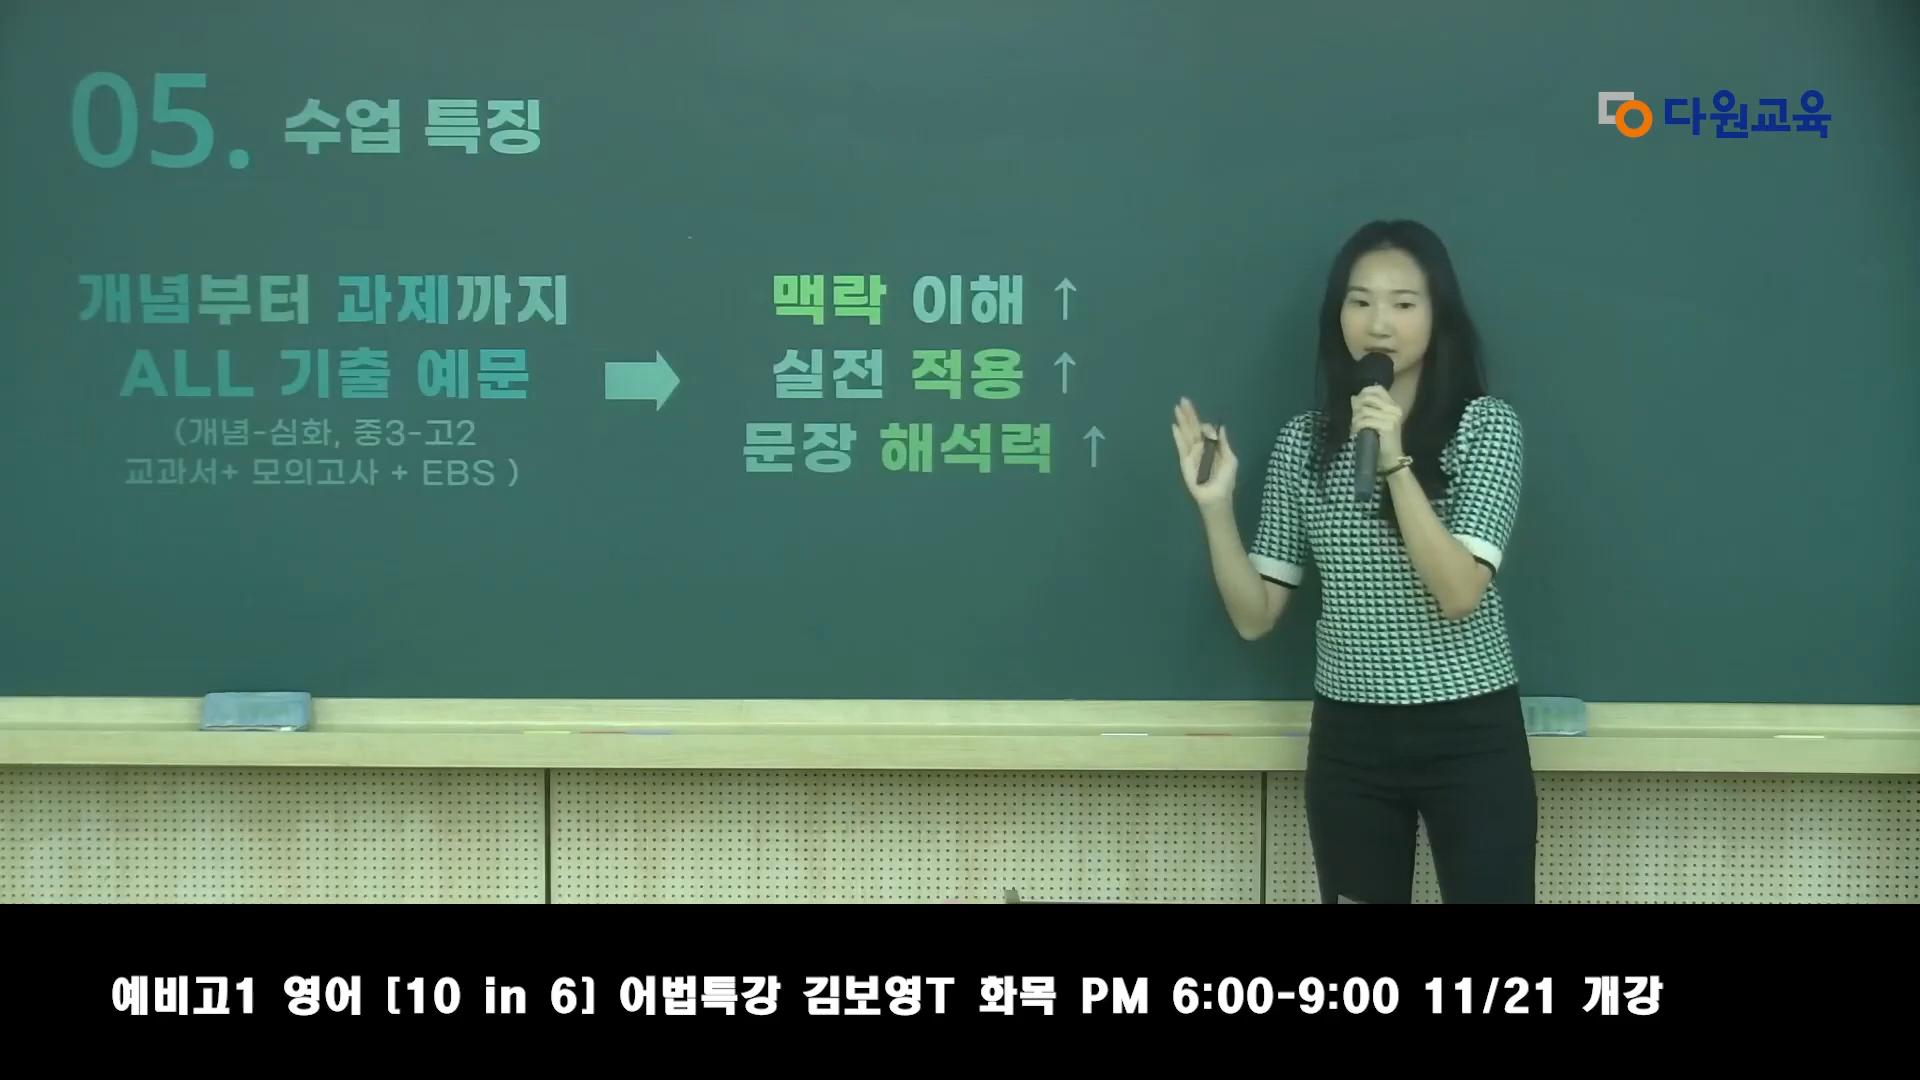 05. 수업 특징
다원교육
개념부터 과제까지
ALL 기출 예문
(개념-심화, 중3-고2
교과서+ 모의고사 + EBS )
맥락 이해 ↑
실전 적용 ↑
문장 해석력 ↑
예비고1 영어 [10 in 6] 어법특강 김보영T 화목 PM 6:00-9:00 11/21 개강